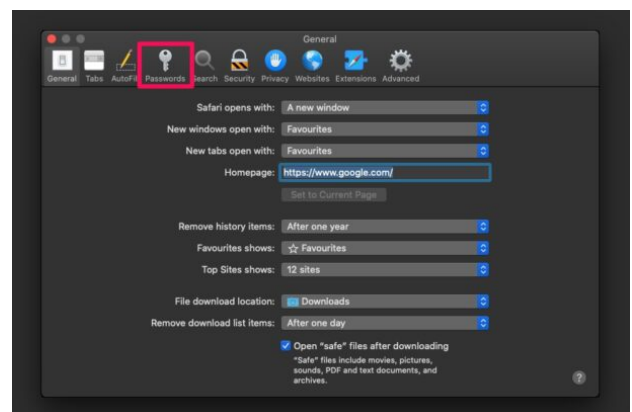 General
General Tabs AutoFill Passwords Search Security Privacy Websites Extensions Advanced
Safari opens with: A new window
New windows open with: Favourites
New tabs open with: Favourites
Homepage: https://www.google.com/
Set to Current Page
Remove history items: After one year
Favourites shows: ☆ Favourites
Top Sites shows: 12 sites
File download location: Downloads
Remove download list items: After one day
Open “safe” files after downloading
“Safe” files include movies, pictures,
sounds, PDF and text documents, and
archives.
?